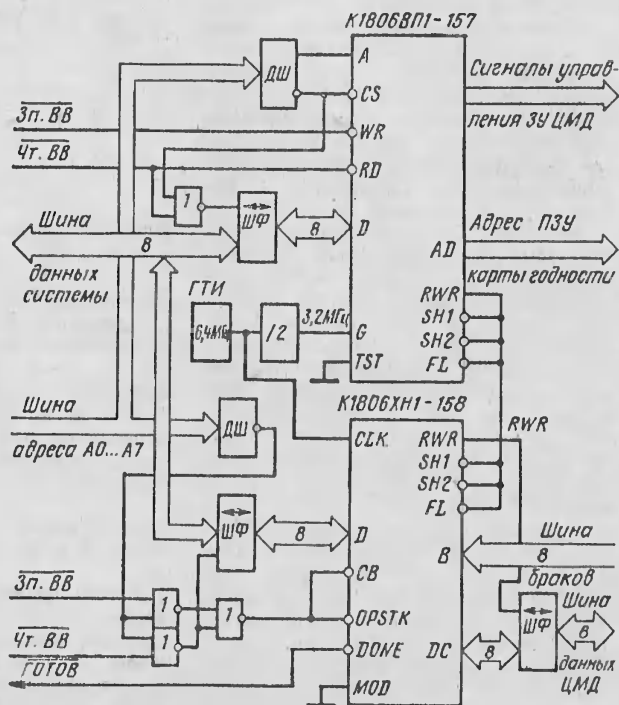 К1806ВП1-157
ДШ
A
CS
Зп. ВВ
WR
Чт. ВВ
RD
Сигналы управ-
ления ЗУ ЦМД
1
ШФ
Шина
8
данных
системы
8
D
Адрес ПЗУ
AD
карты годности
ГТИ
6,4МГц
/2
3,2МГц
G
TST
RWR
SH1
SH2
FL
К1806ХН1-158
Шина
адреса А0...А7
ДШ
CLK
RWR
SH1
SH2
FL
RWR
ШФ
8
D
B
Шина
8
браков
Зп. ВВ
1
1
1
CB
OPSTK
Чт. ВВ
ГОТОВ
DONE
MOD
DC
8
ШФ
Шина
8
данных
ЦМД